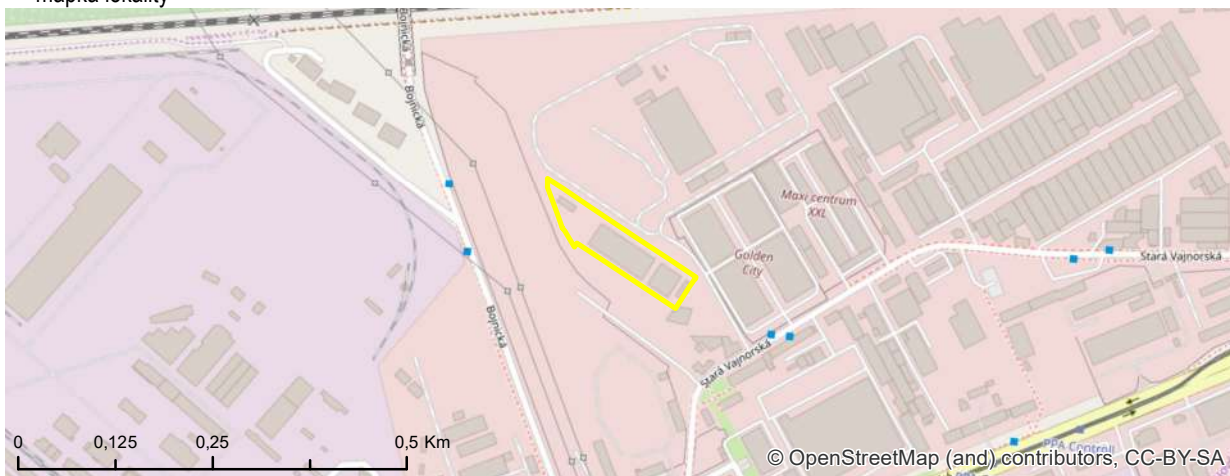 mapka lokality
Bojnická
Bojnická
Maxi centrum
XXL
Golden
City
Stará Vajnorská
Bojnická
Stará Vajnorská
PPA Controll
0 0,125 0,25 0,5 Km
© OpenStreetMap (and) contributors, CC-BY-SA